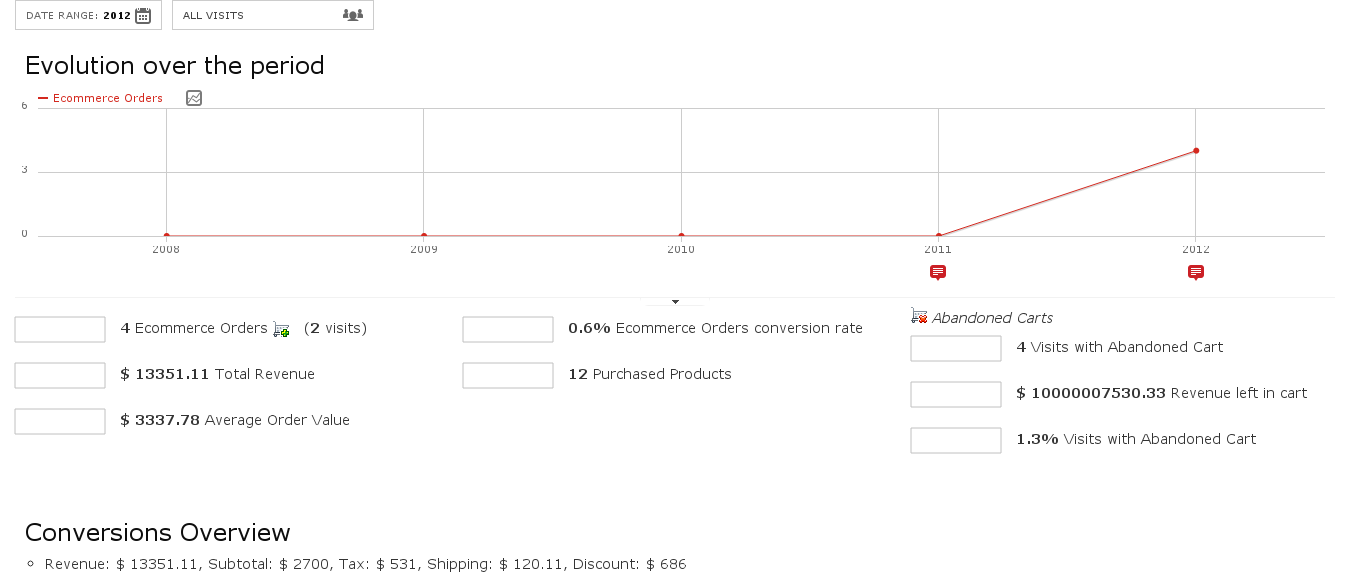 DATE RANGE: 2012 ALL VISITS
Evolution over the period
Ecommerce Orders
6
3
0
2008 2009 2010 2011 2012
4 Ecommerce Orders (2 visits)
$ 13351.11 Total Revenue
$ 3337.78 Average Order Value
0.6% Ecommerce Orders conversion rate
12 Purchased Products
Abandoned Carts
4 Visits with Abandoned Cart
$ 10000007530.33 Revenue left in cart
1.3% Visits with Abandoned Cart
Conversions Overview
Revenue: $ 13351.11, Subtotal: $ 2700, Tax: $ 531, Shipping: $ 120.11, Discount: $ 686